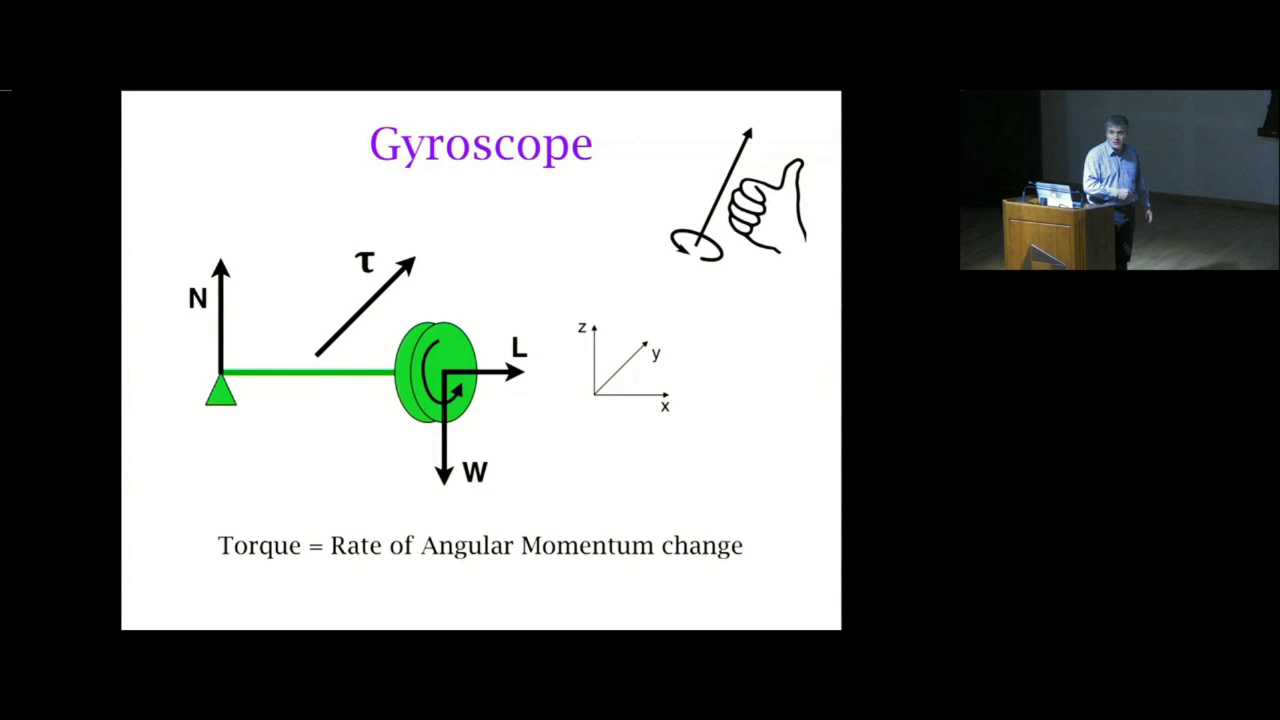 Gyroscope
τ
N
L
z
y
x
W
Torque = Rate of Angular Momentum change